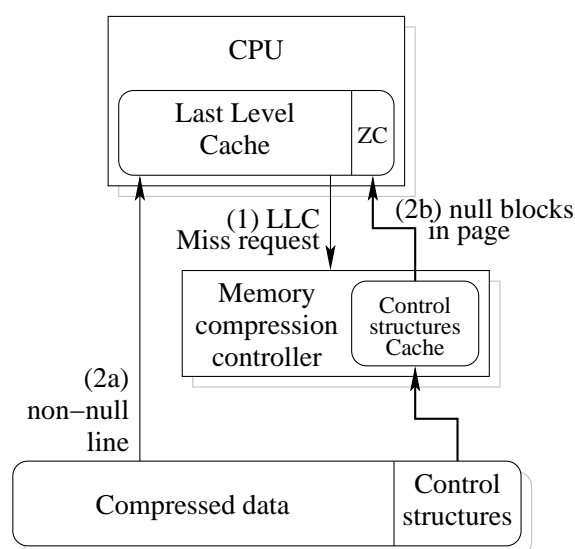 CPU
Last Level
Cache
ZC
(1) LLC
Miss request
(2b) null blocks
in page
Memory
compression
controller
Control
structures
Cache
(2a)
non−null
line
Compressed data
Control
structures